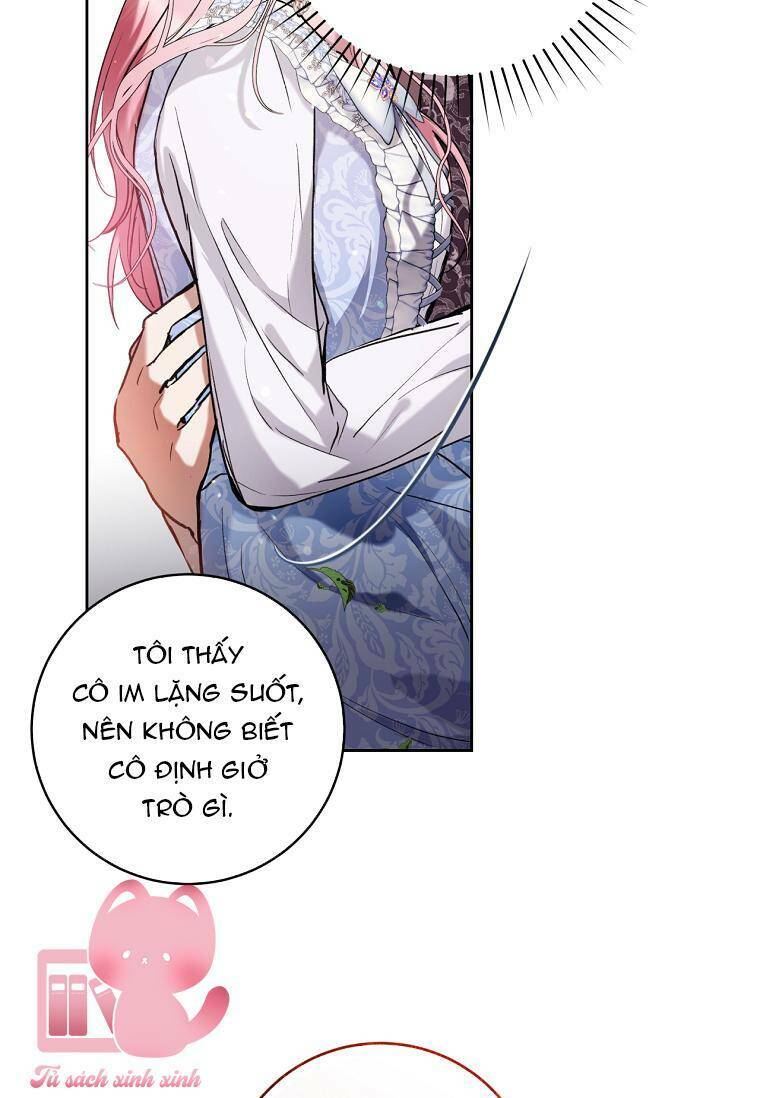 TÔI THẤY
CÔ IM LẶNG SUỐT,
NÊN KHÔNG BIẾT
CÔ ĐỊNH GIỞ
TRÒ GÌ.
Tủ sách xinh xinh